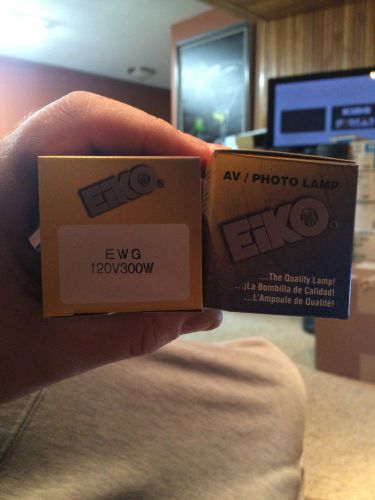 EiKO®
EWG
120V300W
AV / PHOTO LAMP
EiKO®
...The Quality Lamp!
...¡La Bombilla de Calidad!
...L'Ampoule de Qualité!